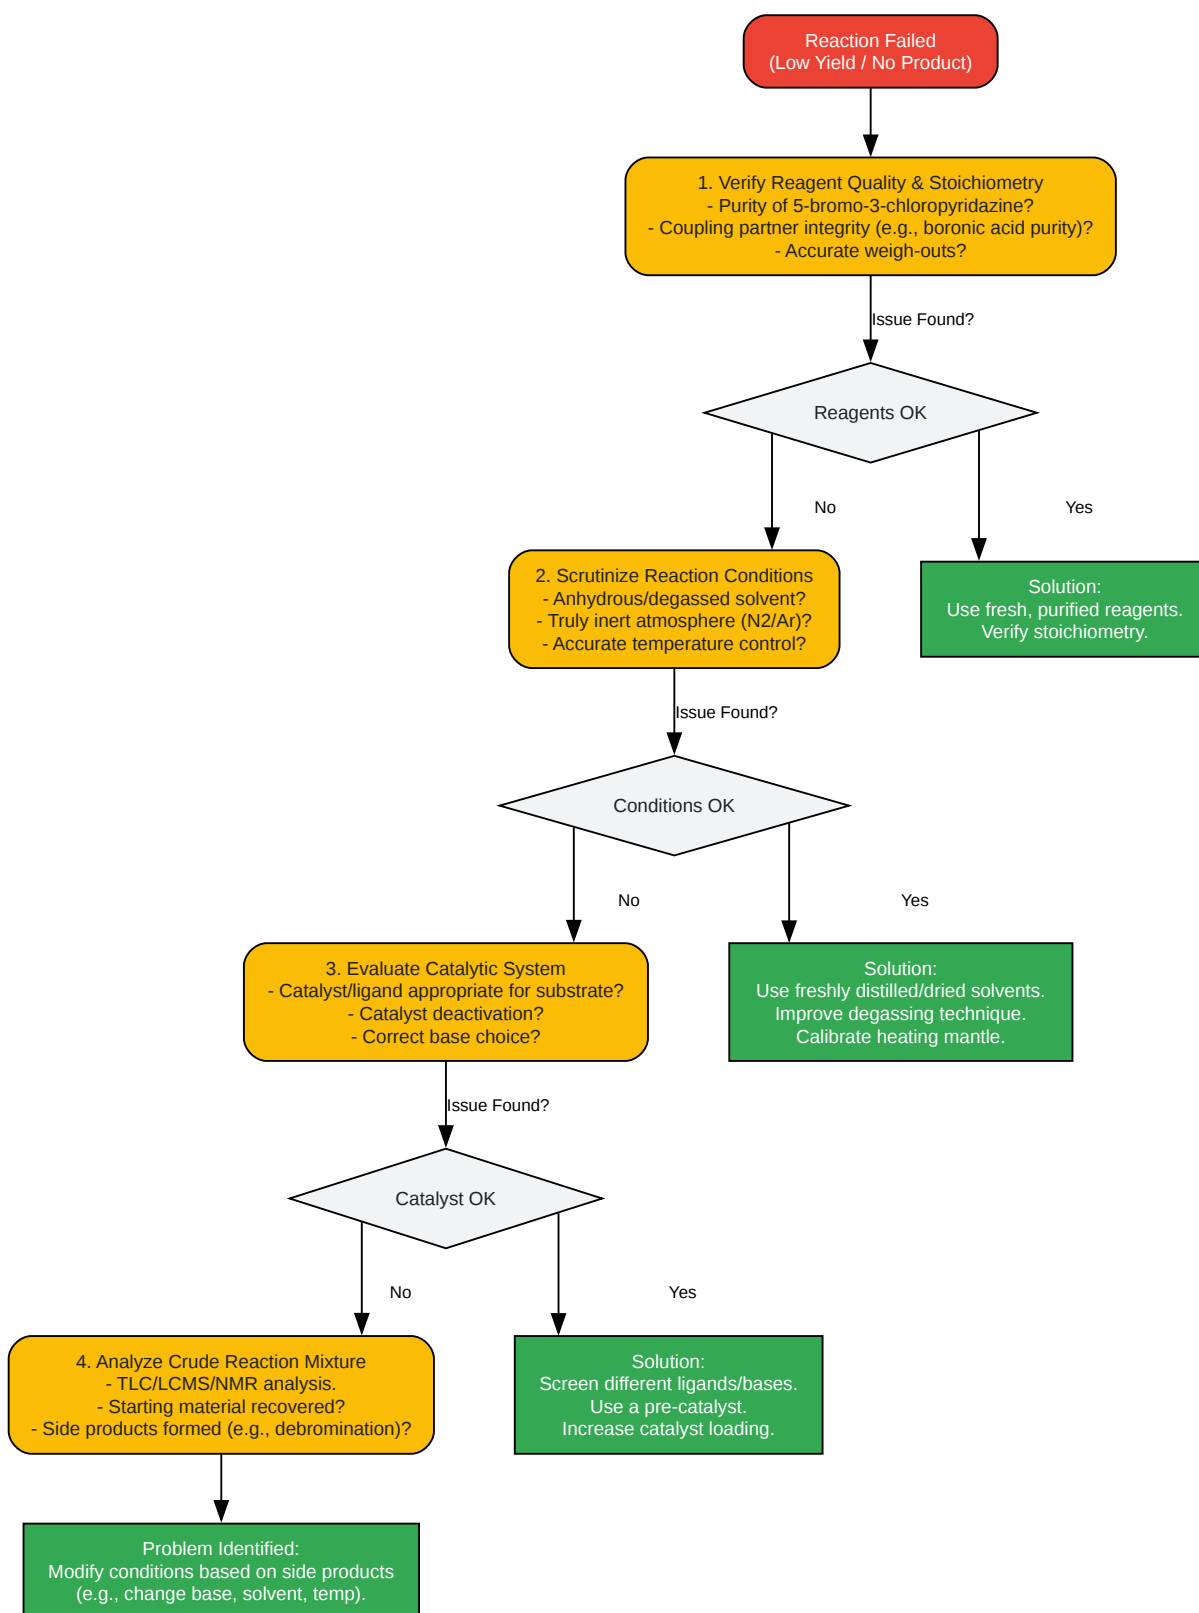 Reaction Failed
(Low Yield / No Product)
1. Verify Reagent Quality & Stoichiometry
- Purity of 5-bromo-3-chloropyridazine?
- Coupling partner integrity (e.g., boronic acid purity)?
- Accurate weigh-outs?
Issue Found?
Reagents OK
No
Yes
2. Scrutinize Reaction Conditions
- Anhydrous/degassed solvent?
- Truly inert atmosphere (N2/Ar)?
- Accurate temperature control?
Solution:
Use fresh, purified reagents.
Verify stoichiometry.
Issue Found?
Conditions OK
No
Yes
3. Evaluate Catalytic System
- Catalyst/ligand appropriate for substrate?
- Catalyst deactivation?
- Correct base choice?
Solution:
Use freshly distilled/dried solvents.
Improve degassing technique.
Calibrate heating mantle.
Issue Found?
Catalyst OK
No
Yes
4. Analyze Crude Reaction Mixture
- TLC/LCMS/NMR analysis.
- Starting material recovered?
- Side products formed (e.g., debromination)?
Solution:
Screen different ligands/bases.
Use a pre-catalyst.
Increase catalyst loading.
Problem Identified:
Modify conditions based on side products
(e.g., change base, solvent, temp).